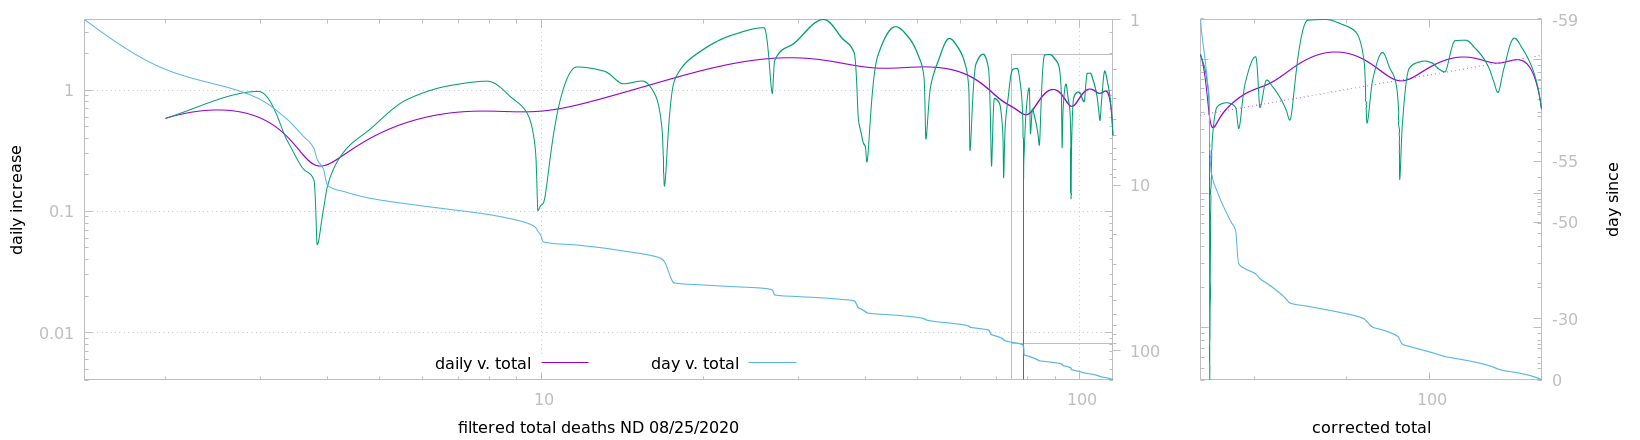 1
-59
1
daily increase
-55
day since
10
0.1
-50
-30
0.01
100
daily v. total
day v. total
0
10
100
100
filtered total deaths ND 08/25/2020
corrected total